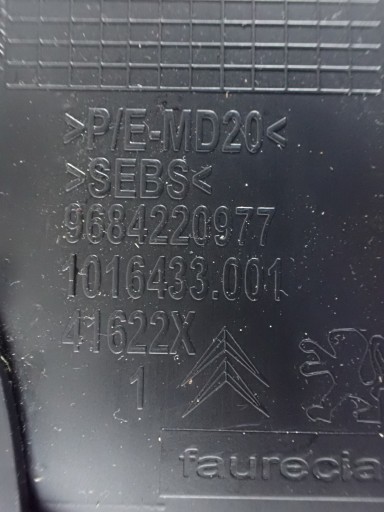 >P/E-MD20<
>SEBS<
9684220977
1016433.001
41622X
1
faurecia